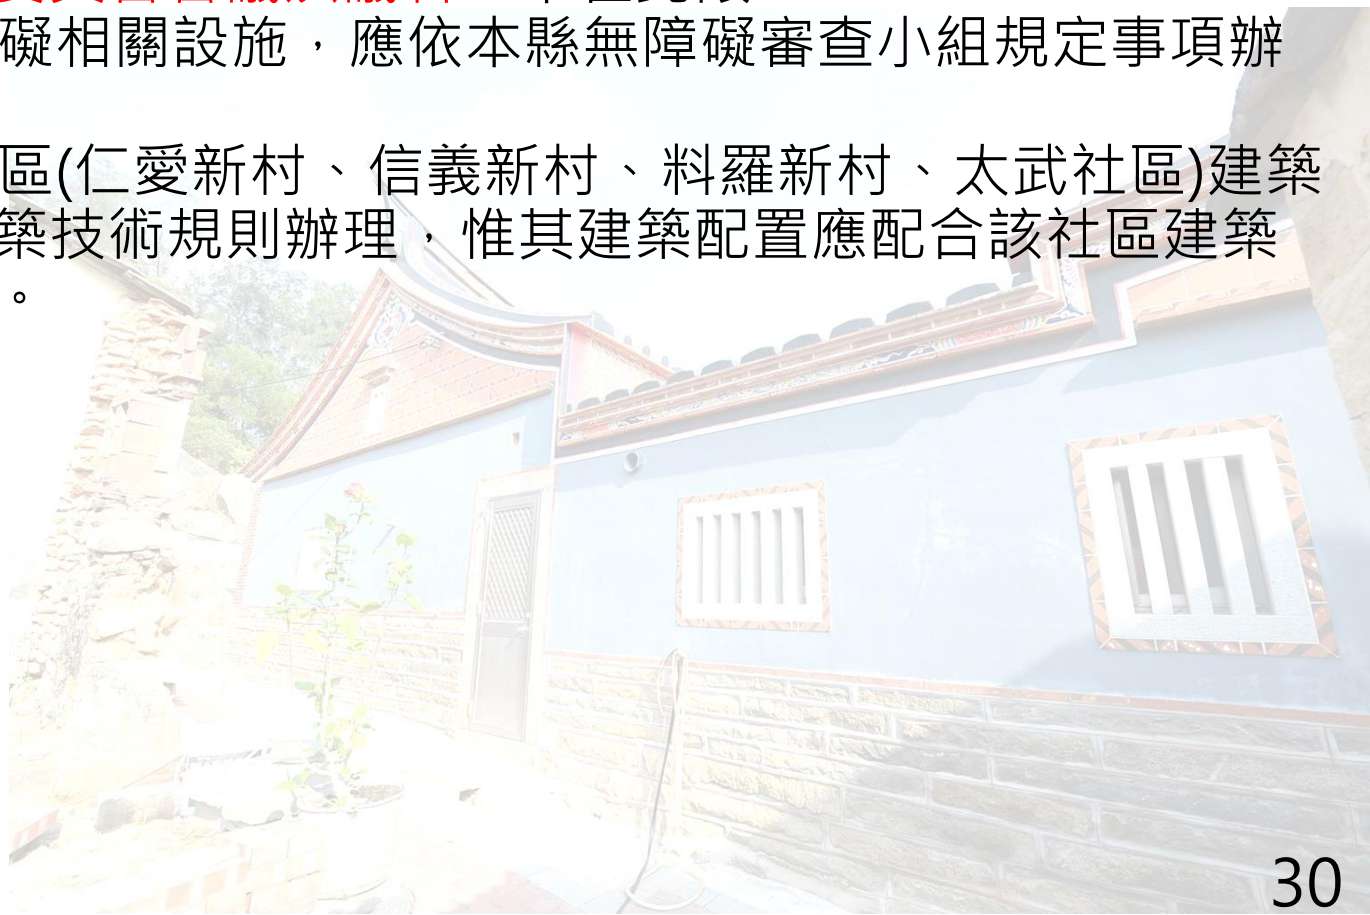 礙相關設施，應依本縣無障礙審查小組規定事項辦
區(仁愛新村、信義新村、料羅新村、太武社區)建築
築技術規則辦理，惟其建築配置應配合該社區建築
。
30